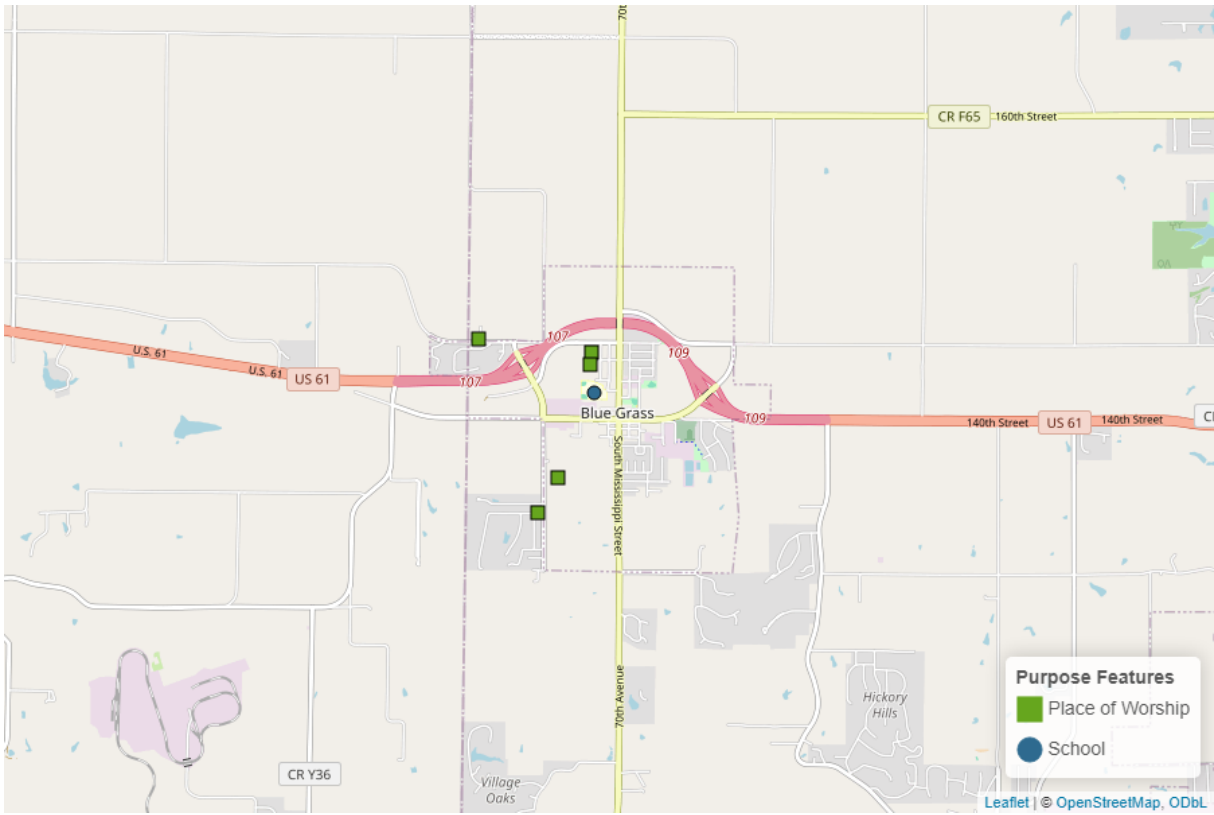 70t
CR F65
160th Street
U.S. 61
U.S. 61
US 61
107
107
109
109
Blue Grass
140th Street
US 61
140th Street
South Mississippi Street
70th Avenue
Hickory
Hills
Village
Oaks
CR Y36
Purpose Features
Place of Worship
School
Leaflet | © OpenStreetMap, ODbL